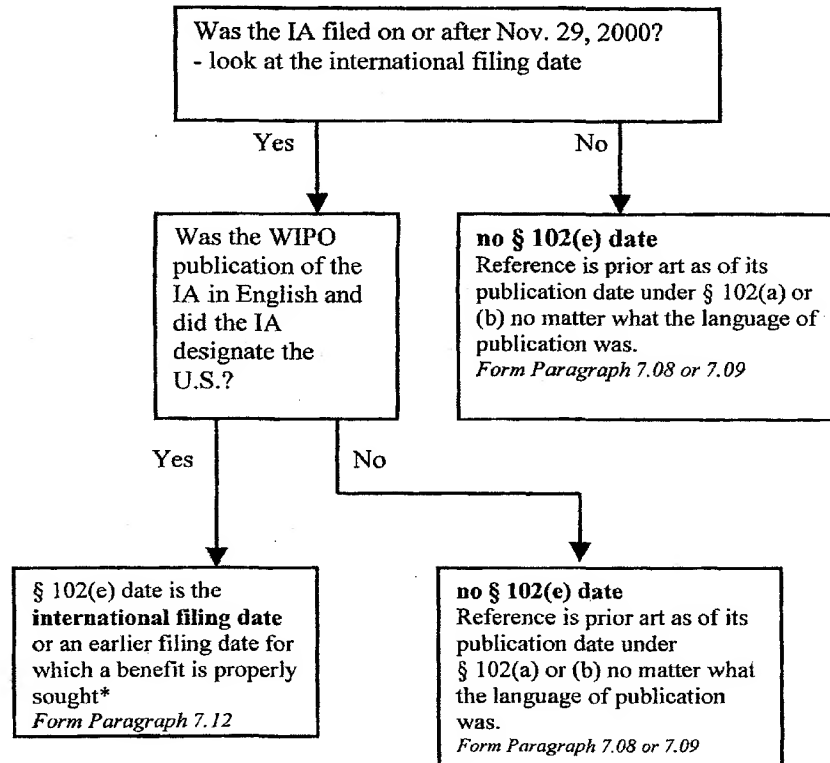 Was the IA filed on or after Nov. 29, 2000?
- look at the international filing date
Yes
No
Was the WIPO
publication of the
IA in English and
did the IA
designate the
U.S.?
no § 102(e) date
Reference is prior art as of its
publication date under § 102(a) or
(b) no matter what the language of
publication was.
Form Paragraph 7.08 or 7.09
Yes
No
§ 102(e) date is the
international filing date
or an earlier filing date for
which a benefit is properly
sought*
Form Paragraph 7.12
no § 102(e) date
Reference is prior art as of its
publication date under
§ 102(a) or (b) no matter what
the language of publication
was.
Form Paragraph 7.08 or 7.09